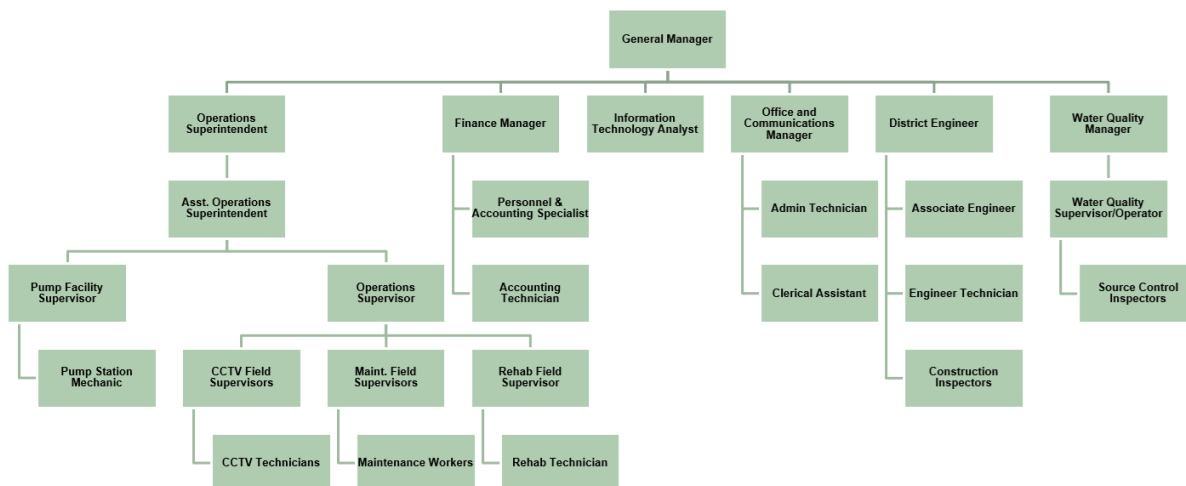 General Manager
Operations
Superintendent
Finance Manager
Information
Technology Analyst
Office and
Communications
Manager
District Engineer
Water Quality
Manager
Asst. Operations
Superintendent
Personnel &
Accounting Specialist
Admin Technician
Associate Engineer
Water Quality
Supervisor/Operator
Pump Facility
Supervisor
Operations
Supervisor
Accounting
Technician
Clerical Assistant
Engineer Technician
Source Control
Inspectors
Pump Station
Mechanic
CCTV Field
Supervisors
Maint. Field
Supervisors
Rehab Field
Supervisor
Construction
Inspectors
CCTV Technicians
Maintenance Workers
Rehab Technician